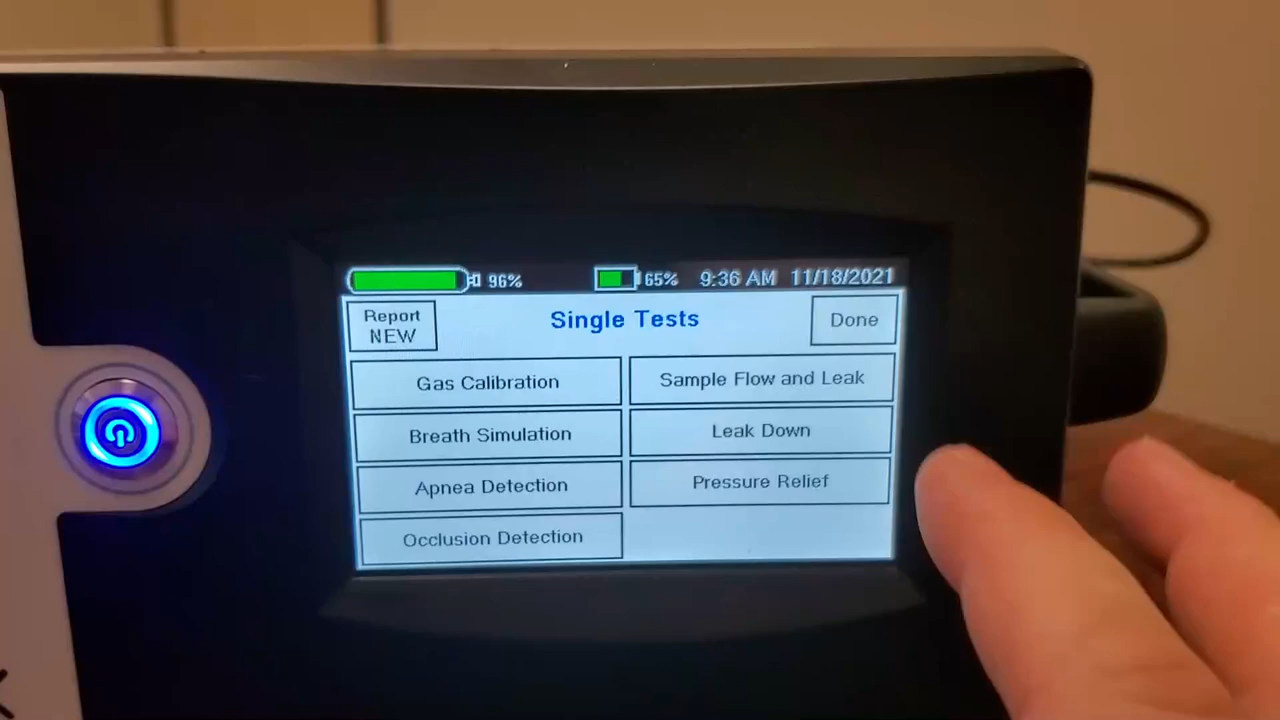 96% 65% 9:36 AM 11/18/2021
Report
NEW
Single Tests
Done
Gas Calibration
Sample Flow and Leak
Breath Simulation
Leak Down
Apnea Detection
Pressure Relief
Occlusion Detection